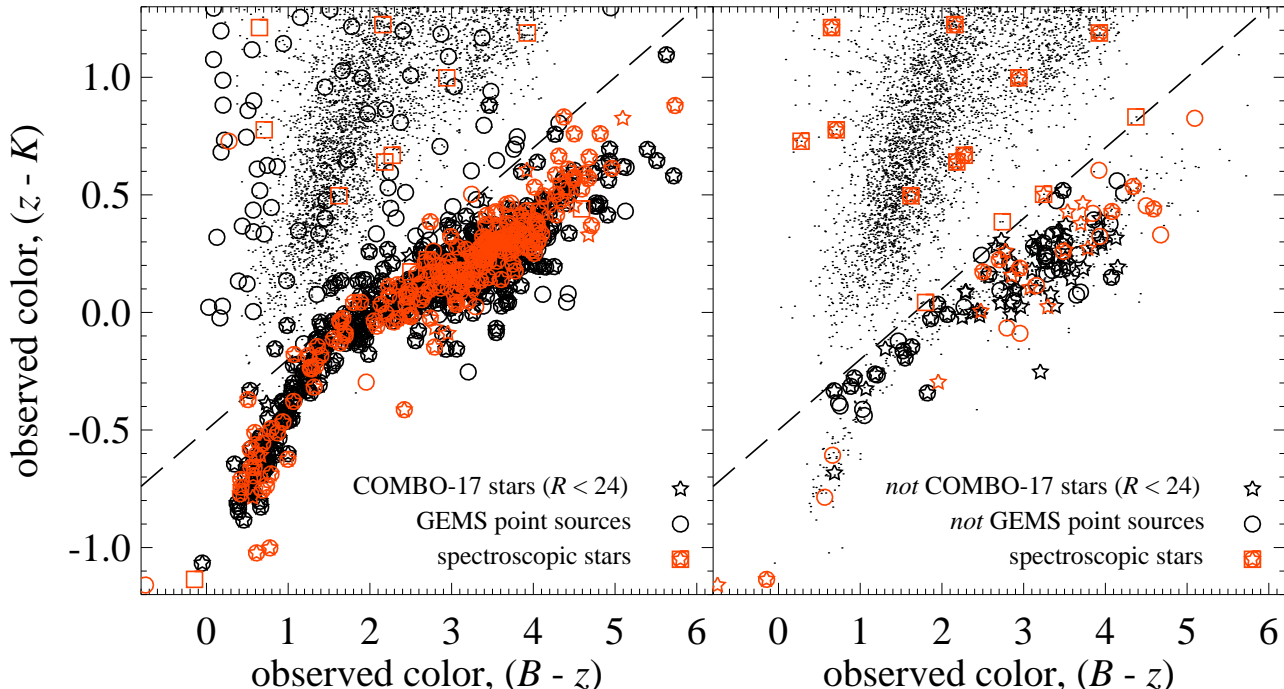 observed color, (z - K)
1.0
0.5
0.0
-0.5
-1.0
COMBO-17 stars (R < 24)
GEMS point sources
spectroscopic stars
not COMBO-17 stars (R < 24)
not GEMS point sources
spectroscopic stars
0 1 2 3 4 5 6
0 1 2 3 4 5 6
observed color, (B - z)
observed color, (B - z)